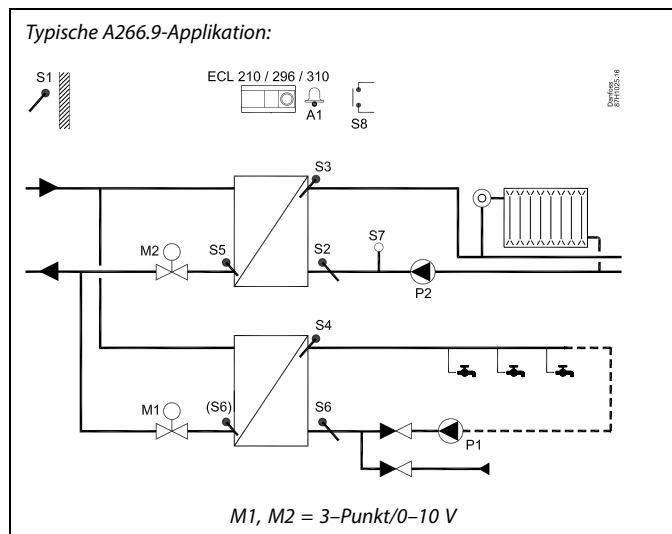 Typische A266.9-Applikation:
S1
ECL 210 / 296 / 310
A1
S8
Danfoss
87H1025.16
S3
M2
S5
S2
S7
P2
S4
M1
(S6)
S6
P1
M1, M2 = 3–Punkt/0–10 V